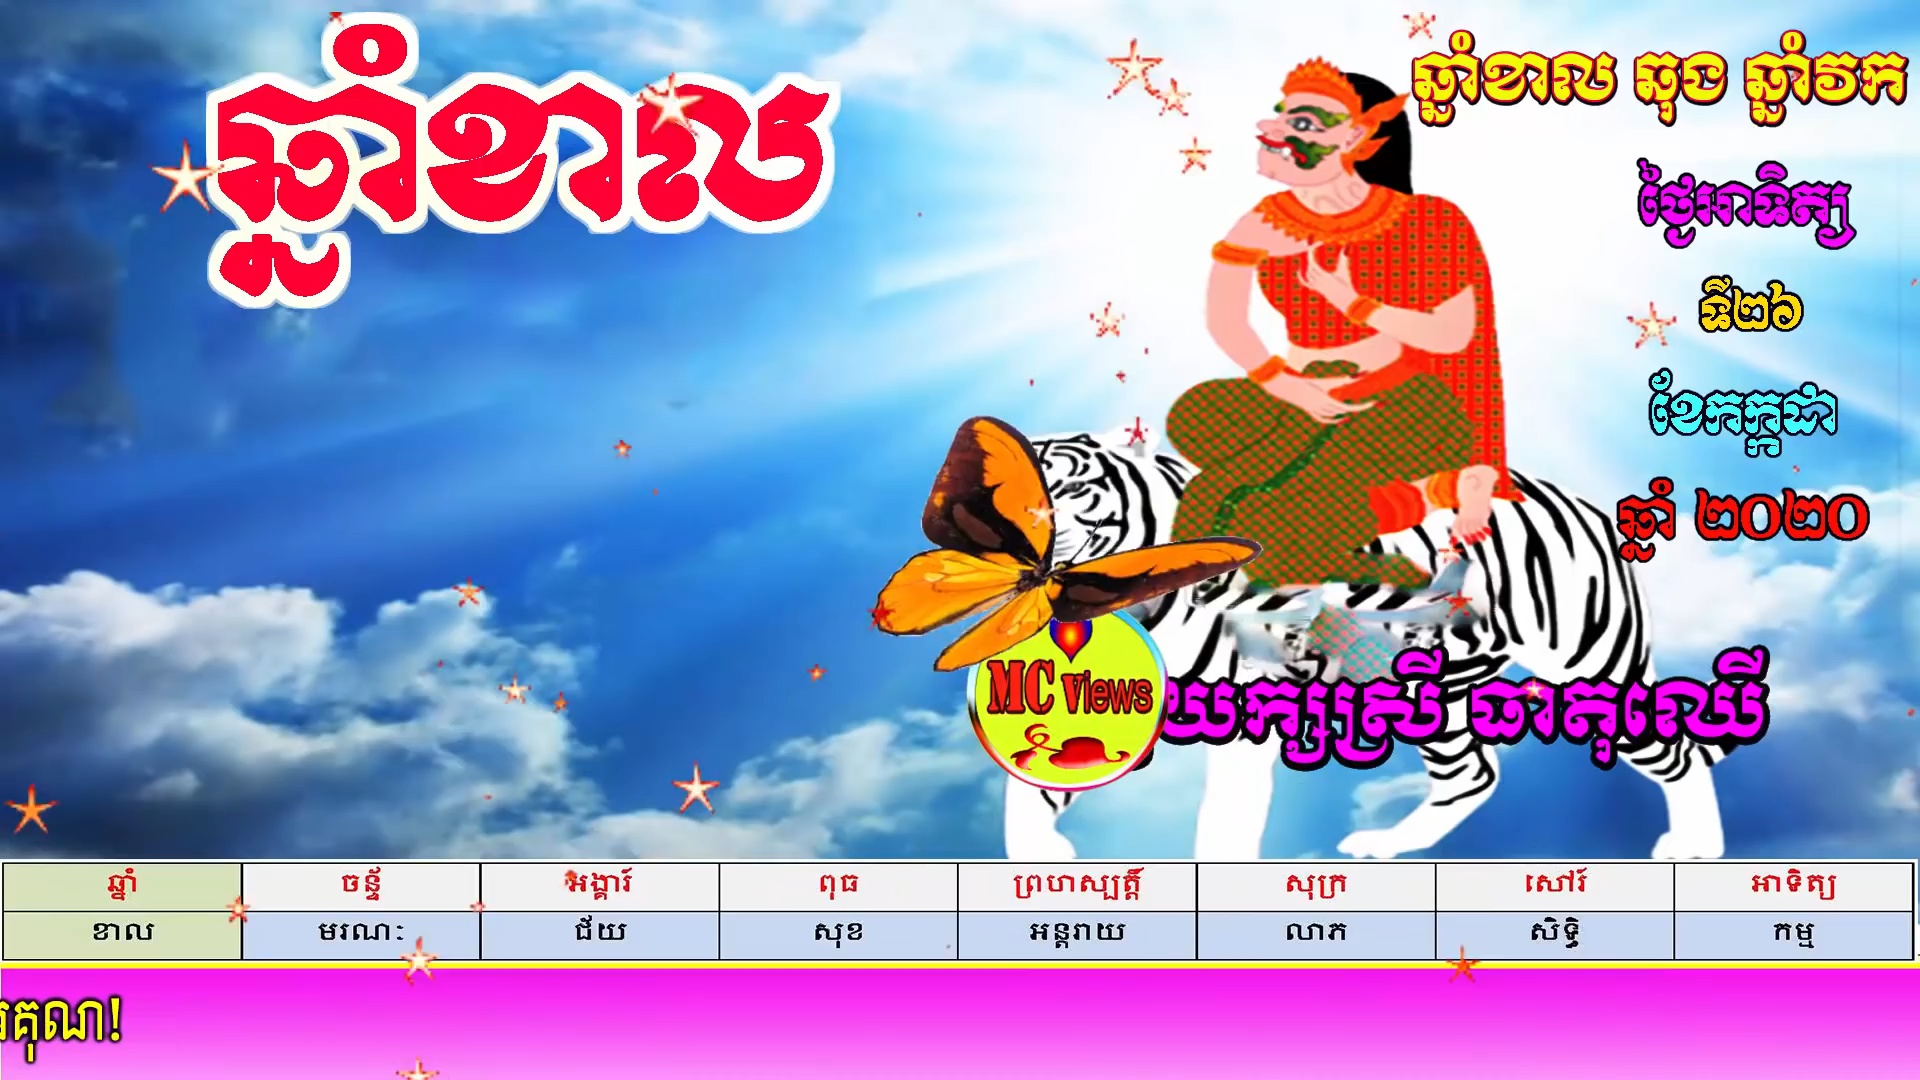 ឆ្នាំខាល
ឆ្នាំខាល ឆុង ឆ្នាំវក
ថ្ងៃអាទិត្យ
ទី២៦
ខែកក្កដា
ឆ្នាំ ២០២០
MC Views
យក្សស្រី ធាតុឈើ
ឆ្នាំ ចន្ទ័ អង្គារ៍ ពុធ ព្រហស្បត្តិ៍ សុក្រ សៅរ៍ អាទិត្យ
ខាល មរណៈ ជ័យ សុខ អន្តរាយ លាភ សិទ្ធិ កម្ម
គុណ!